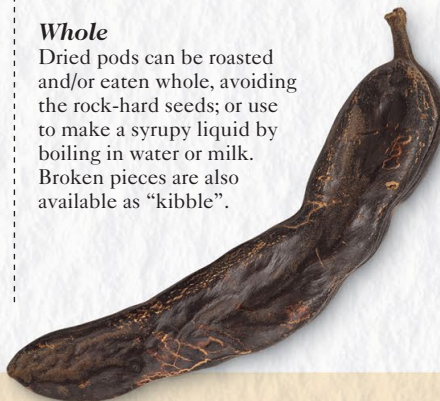 Whole
Dried pods can be roasted
and/or eaten whole, avoiding
the rock-hard seeds; or use
to make a syrupy liquid by
boiling in water or milk.
Broken pieces are also
available as “kibble”.